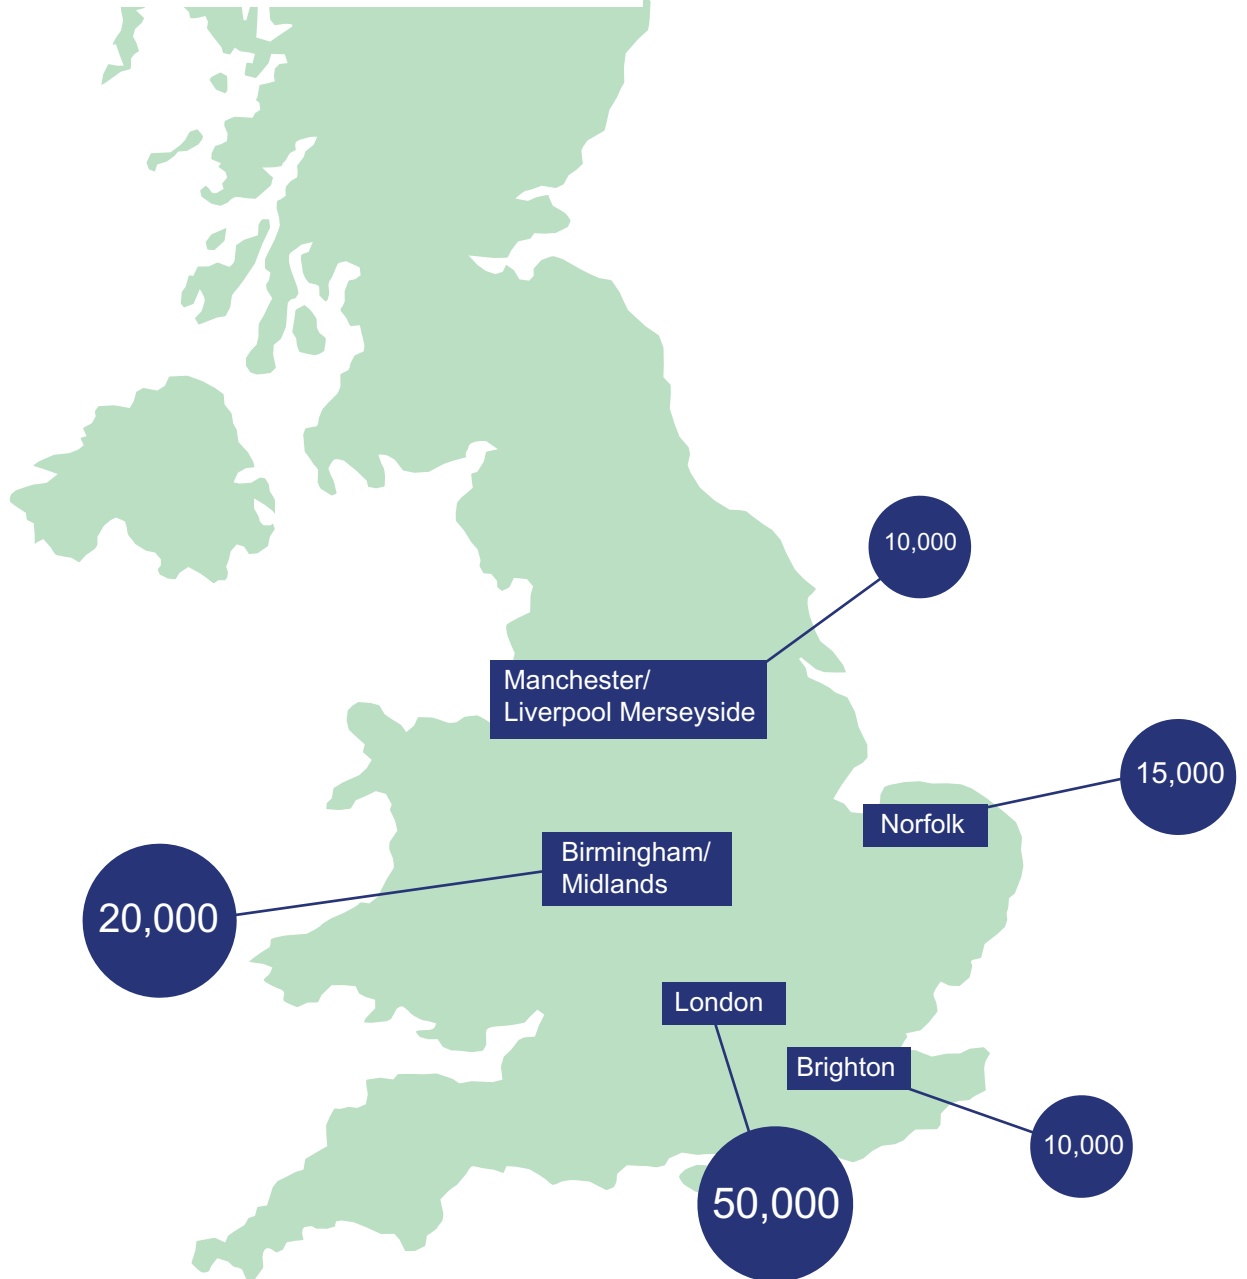 10,000
Manchester/
Liverpool Merseyside
15,000
Norfolk
Birmingham/
Midlands
20,000
London
Brighton
10,000
50,000